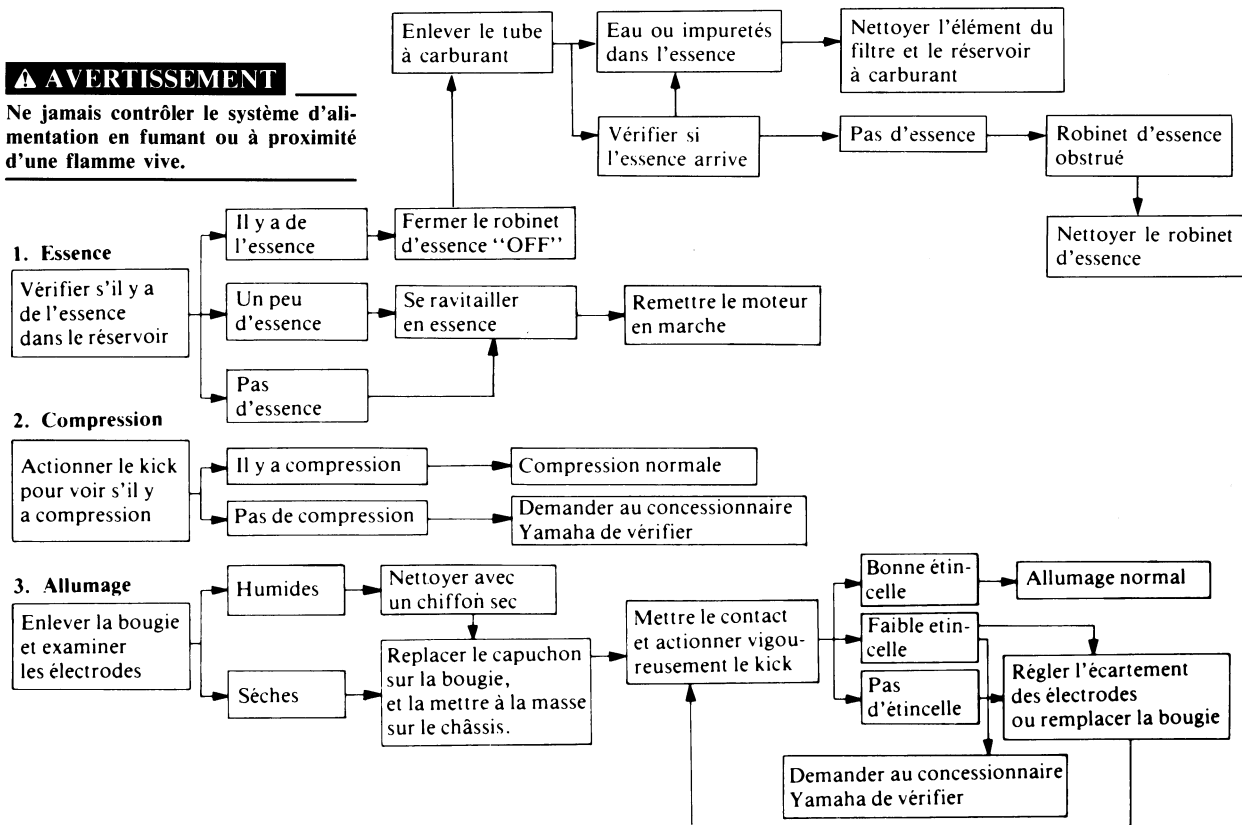 Enlever le tube
à carburant
Eau ou impuretés
dans l'essence
Nettoyer l'élément du
filtre et le réservoir
à carburant
AVERTISSEMENT
Ne jamais contrôler le système d'ali-
mentation en fumant ou à proximité
d'une flamme vive.
Vérifier si
l'essence arrive
Pas d'essence
Robinet d'essence
obstrué
Nettoyer le robinet
d'essence
1. Essence
Vérifier s'il y a
de l'essence
dans le réservoir
Il y a de
l'essence
Fermer le robinet
d'essence "OFF"
Un peu
d'essence
Se ravitailler
en essence
Remettre le moteur
en marche
Pas
d'essence
2. Compression
Actionner le kick
pour voir s'il y
a compression
Il y a compression
Compression normale
Pas de compression
Demander au concessionnaire
Yamaha de vérifier
3. Allumage
Enlever la bougie
et examiner
les électrodes
Humides
Nettoyer avec
un chiffon sec
Séches
Replacer le capuchon
sur la bougie,
et la mettre à la masse
sur le châssis.
Mettre le contact
et actionner vigou-
reusement le kick
Bonne étin-
celle
Allumage normal
Faible etin-
celle
Pas
d'étincelle
Régler l'écartement
des électrodes
ou remplacer la bougie
Demander au concessionnaire
Yamaha de vérifier